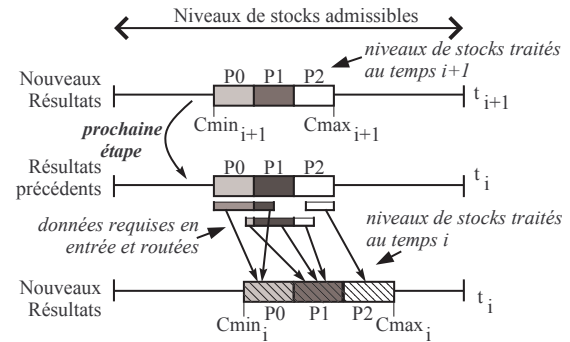 Niveaux de stocks admissibles
niveaux de stocks traités
au temps i+1
Nouveaux
Résultats
P0 P1 P2
t i+1
Cmin i+1 Cmax i+1
prochaine
étape
Résultats
précédents
P0 P1 P2
t i
données requises en
entrée et routées
niveaux de stocks traités
au temps i
Nouveaux
Résultats
t i
P0 P1 P2
Cmin i Cmax i